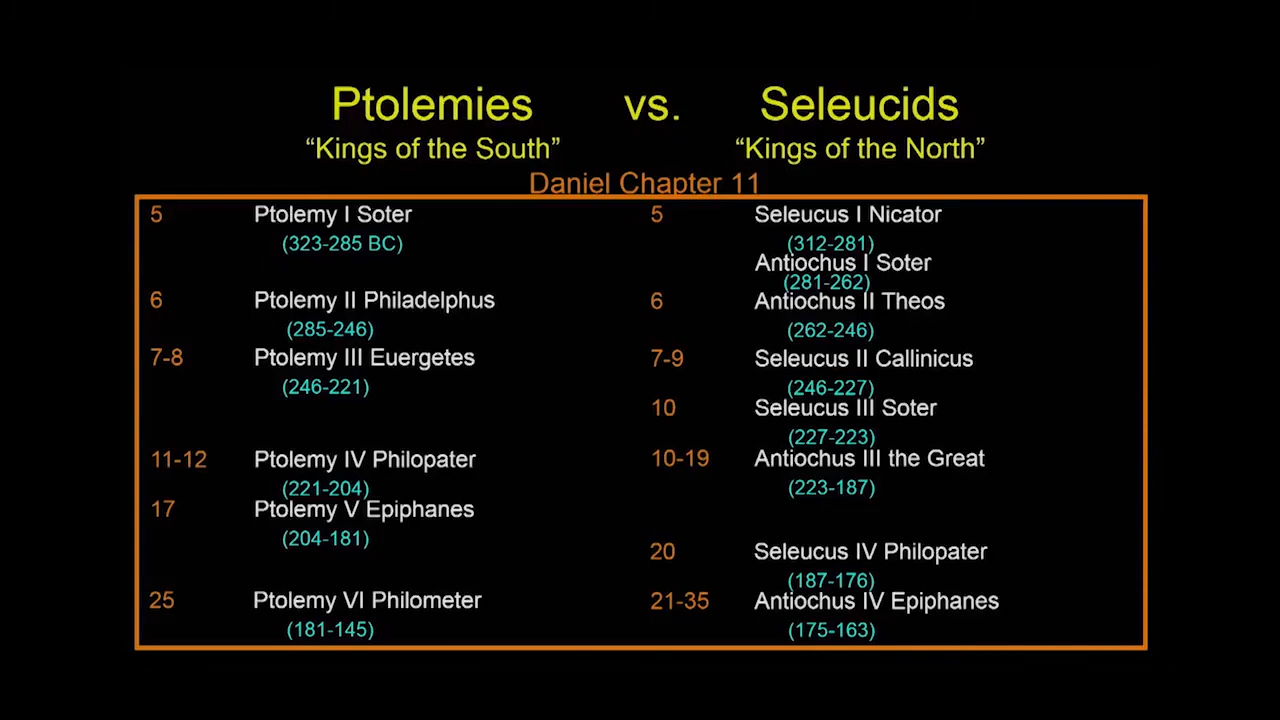 Ptolemies vs. Seleucids
“Kings of the South” “Kings of the North”
Daniel Chapter 11
5 Ptolemy I Soter 5 Seleucus I Nicator
(323-285 BC) (312-281)
Antiochus I Soter
(281-262)
6 Ptolemy II Philadelphus 6 Antiochus II Theos
(285-246) (262-246)
7-8 Ptolemy III Euergetes 7-9 Seleucus II Callinicus
(246-221) (246-227)
10 Seleucus III Soter
(227-223)
11-12 Ptolemy IV Philopater 10-19 Antiochus III the Great
(221-204) (223-187)
17 Ptolemy V Epiphanes
(204-181)
20 Seleucus IV Philopater
(187-176)
25 Ptolemy VI Philometer 21-35 Antiochus IV Epiphanes
(181-145) (175-163)